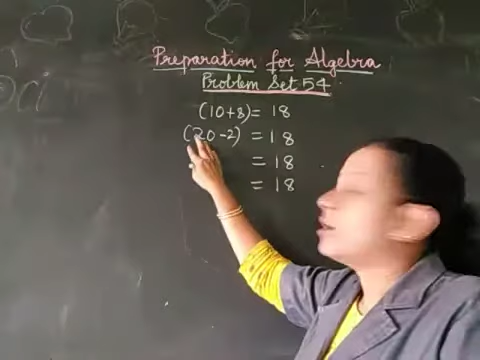 Preparation for Algebra
Problem Set 54
(10+8)= 18
(20-2) = 18
= 18
= 18